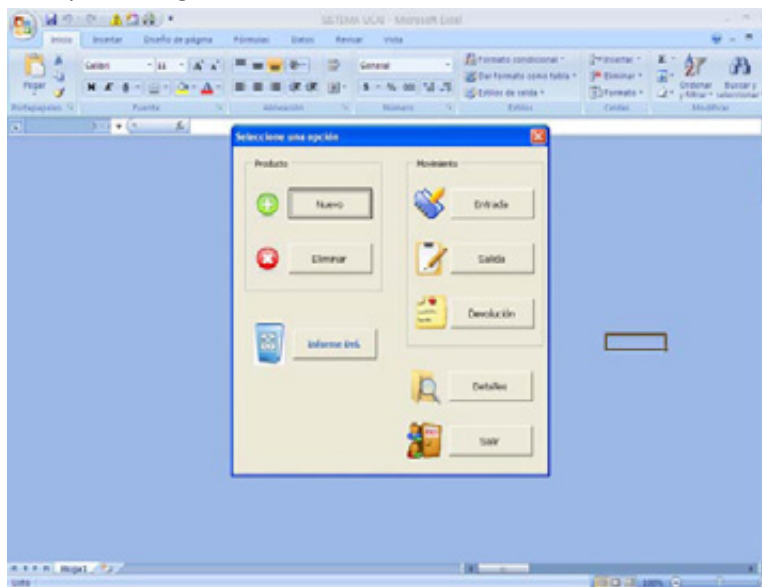 SISTEMA UCAI - Microsoft Excel
Inicio Insertar Diseño de página Fórmulas Datos Revisar Vista
Calibri 11 General Formato condicional Insertar
Dar formato como tabla Eliminar
Pegar N K S % 000 Estilos de celda Formato Ordenar y filtrar Buscar y seleccionar
Portapapeles Fuente Alineación Número Estilos Celdas Modificar
Seleccione una opción
Producto Movimiento
Nuevo Entrada
Eliminar Salida
Devolución
Informe Inv.
Detalles
Salir
Hoja1
Listo 100%